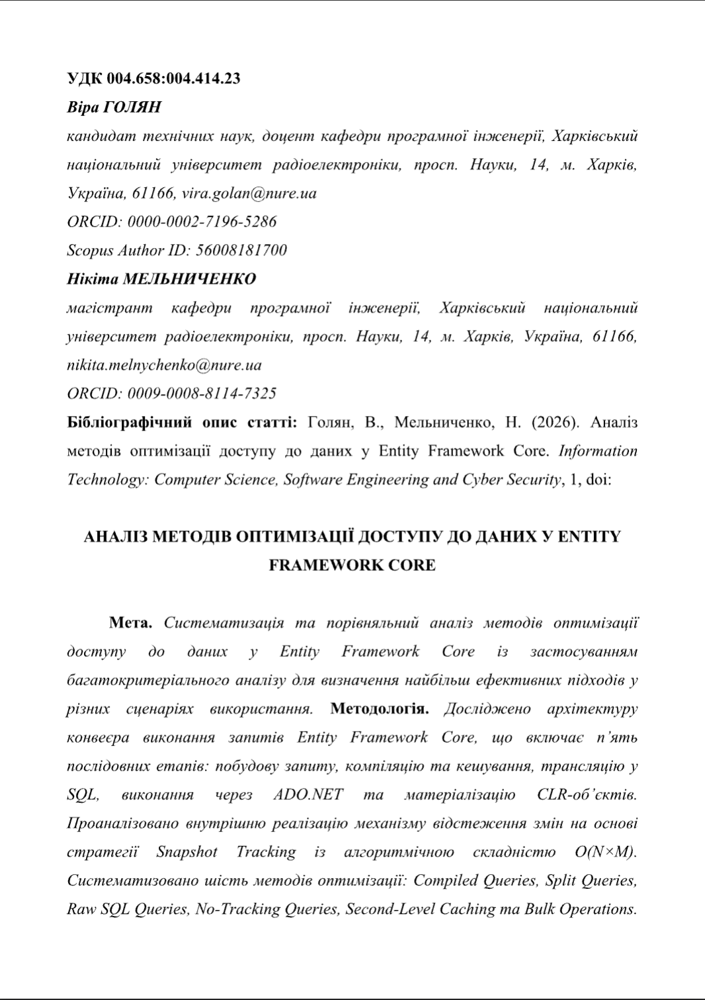 УДК 004.658:004.414.23
Віра ГОЛЯН
кандидат технічних наук, доцент кафедри програмної інженерії, Харківський
національний університет радіоелектроніки, просп. Науки, 14, м. Харків,
Україна, 61166, vira.golan@nure.ua
ORCID: 0000-0002-7196-5286
Scopus Author ID: 56008181700
Нікіта МЕЛЬНИЧЕНКО
магістрант кафедри програмної інженерії, Харківський національний
університет радіоелектроніки, просп. Науки, 14, м. Харків, Україна, 61166,
nikita.melnychenko@nure.ua
ORCID: 0009-0008-8114-7325
Бібліографічний опис статті: Голян, В., Мельниченко, Н. (2026). Аналіз
методів оптимізації доступу до даних у Entity Framework Core. Information
Technology: Computer Science, Software Engineering and Cyber Security, 1, doi:
АНАЛІЗ МЕТОДІВ ОПТИМІЗАЦІЇ ДОСТУПУ ДО ДАНИХ У ENTITY
FRAMEWORK CORE
Мета. Систематизація та порівняльний аналіз методів оптимізації
доступу до даних у Entity Framework Core із застосуванням
багатокритеріального аналізу для визначення найбільш ефективних підходів у
різних сценаріях використання. Методологія. Досліджено архітектуру
конвеєра виконання запитів Entity Framework Core, що включає п’ять
послідовних етапів: побудову запиту, компіляцію та кешування, трансляцію у
SQL, виконання через ADO.NET та матеріалізацію CLR-об’єктів.
Проаналізовано внутрішню реалізацію механізму відстеження змін на основі
стратегії Snapshot Tracking із алгоритмічною складністю O(N×M).
Систематизовано шість методів оптимізації: Compiled Queries, Split Queries,
Raw SQL Queries, No-Tracking Queries, Second-Level Caching та Bulk Operations.